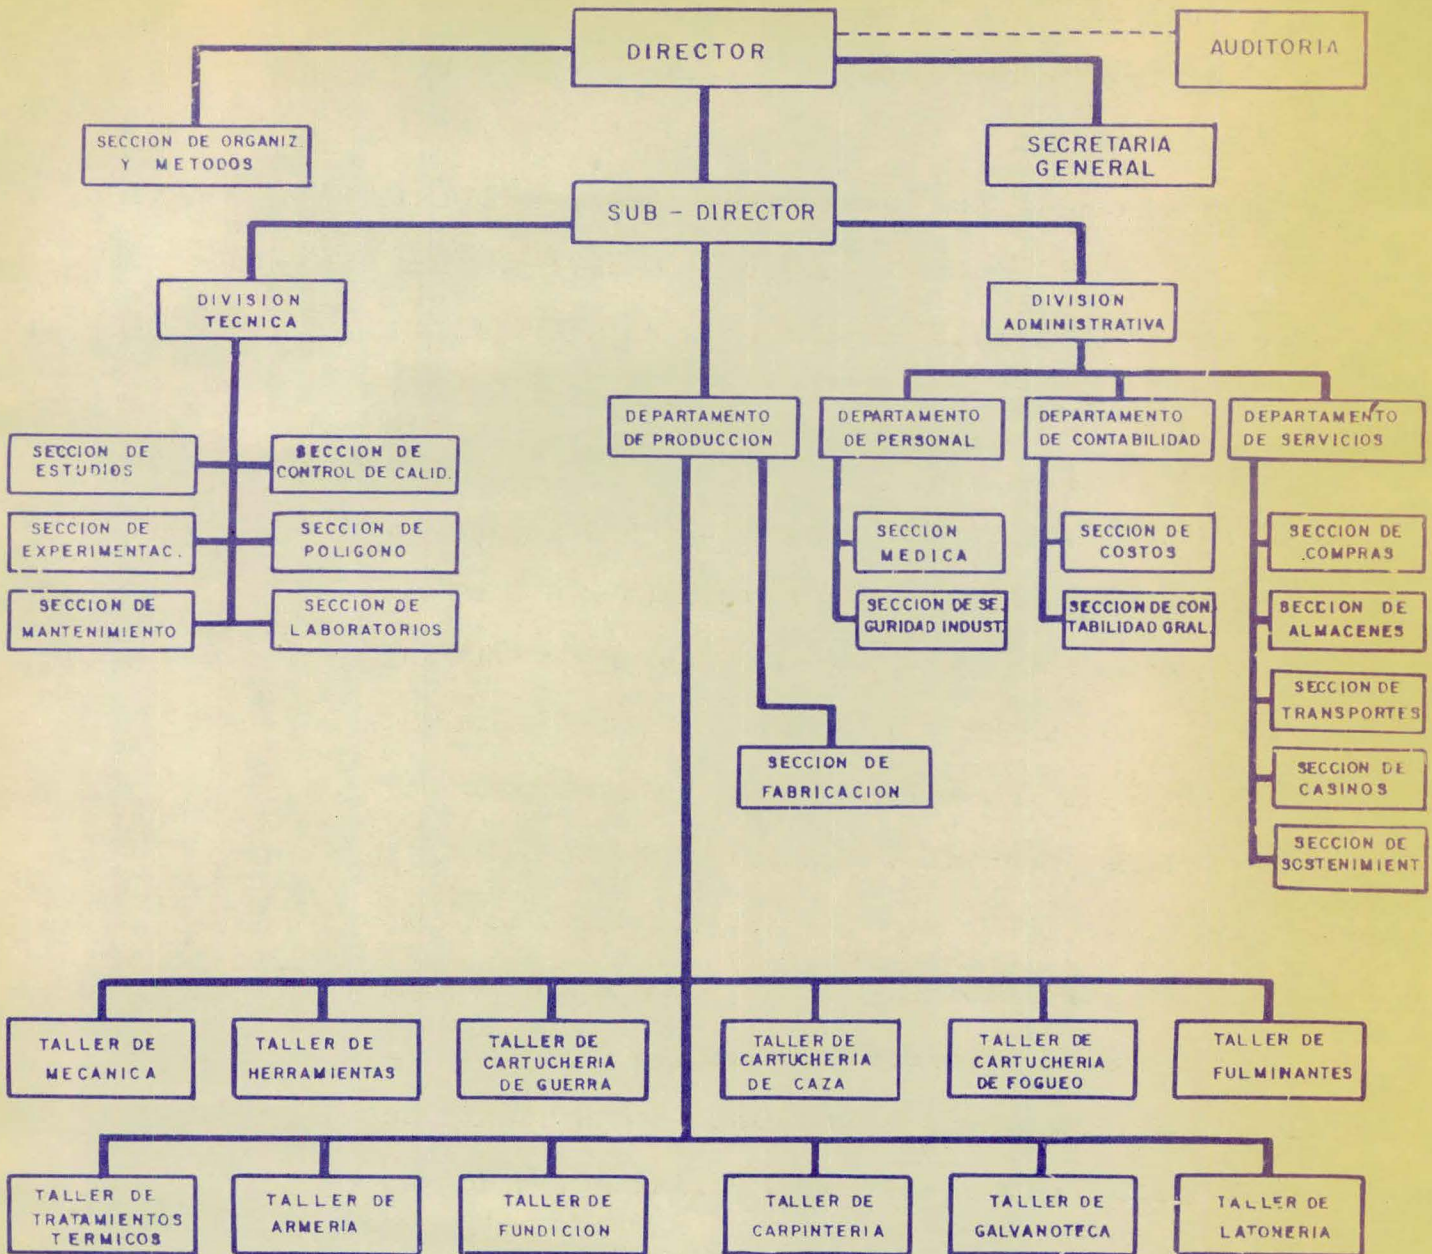 DIRECTOR
AUDITORIA
SECCION DE ORGANIZ.
Y METODOS
SECRETARIA
GENERAL
SUB - DIRECTOR
DIVISION
TECNICA
DIVISION
ADMINISTRATIVA
DEPARTAMENTO
DE PRODUCCION
DEPARTAMENTO
DE PERSONAL
DEPARTAMENTO
DE CONTABILIDAD
DEPARTAMENTO
DE SERVICIOS
SECCION DE
ESTUDIOS
SECCION DE
CONTROL DE CALID.
SECCION DE
EXPERIMENTAC.
SECCION DE
POLIGONO
SECCION DE
MANTENIMIENTO
SECCION DE
LABORATORIOS
SECCION
MEDICA
SECCION DE SE.
GURIDAD INDUST.
SECCION DE
COSTOS
SECCION DE CON
TABILIDAD GRAL.
SECCION DE
COMPRAS
SECCION DE
ALMACENES
SECCION DE
TRANSPORTES
SECCION DE
CASINOS
SECCION DE
SOSTENIMIENT
SECCION DE
FABRICACION
TALLER DE
MECANICA
TALLER DE
HERRAMIENTAS
TALLER DE
CARTUCHERIA
DE GUERRA
TALLER DE
CARTUCHERIA
DE CAZA
TALLER DE
CARTUCHERIA
DE FOGUEO
TALLER DE
FULMINANTES
TALLER DE
TRATAMIENTOS
TERMICOS
TALLER DE
ARMERIA
TALLER DE
FUNDICION
TALLER DE
CARPINTERIA
TALLER DE
GALVANOTECA
TALLER DE
LATONERIA